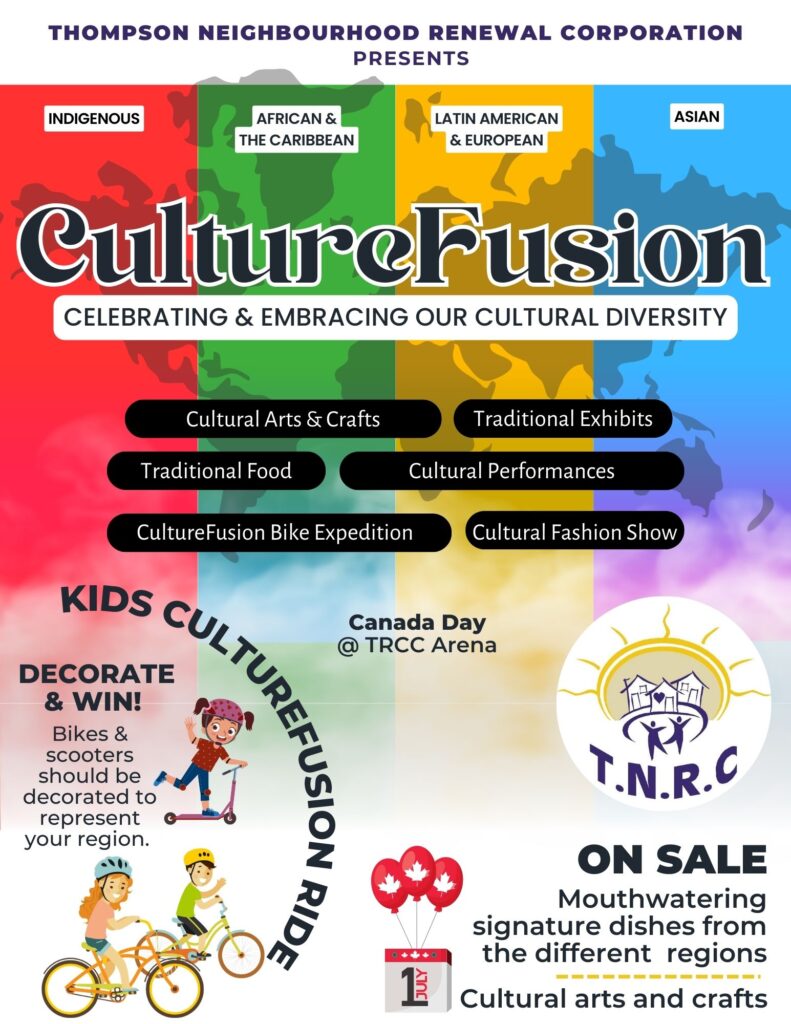 THOMPSON NEIGHBOURHOOD RENEWAL CORPORATION
PRESENTS
INDIGENOUS
AFRICAN &
THE CARIBBEAN
LATIN AMERICAN
& EUROPEAN
ASIAN
CultureFusion
CELEBRATING & EMBRACING OUR CULTURAL DIVERSITY
Cultural Arts & Crafts
Traditional Exhibits
Traditional Food
Cultural Performances
CultureFusion Bike Expedition
Cultural Fashion Show
KIDS CULTUREFUSION RIDE
Canada Day
@ TRCC Arena
DECORATE
& WIN!
Bikes &
scooters
should be
decorated to
represent
your region.
T.N.R.C
ON SALE
Mouthwatering
signature dishes from
the different regions
Cultural arts and crafts
1
JULY